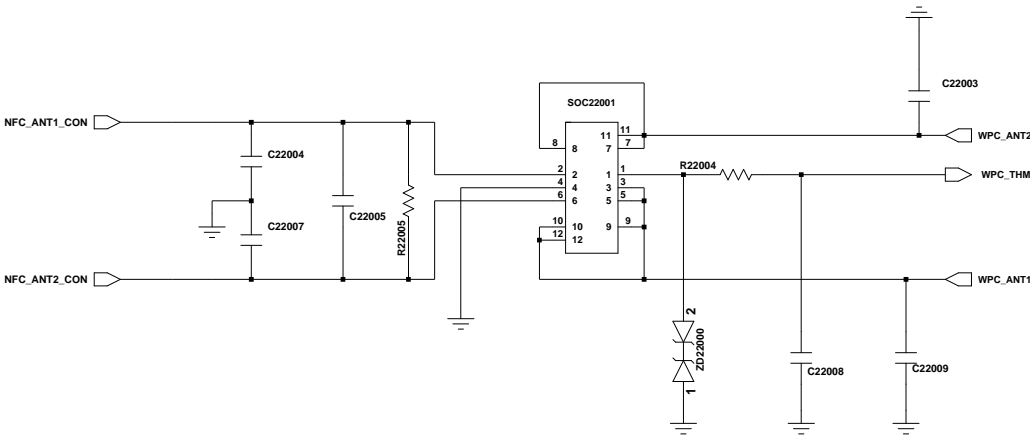 C22003
SOC22001
NFC_ANT1_CON
11 11
WPC_ANT2
8 8
7 7
C22004
R22004
2 2
1 1
WPC_THM
4 4
3 3
6 6
5 5
C22005
R22005
C22007
10 10
9 9
12 12
NFC_ANT2_CON
WPC_ANT1
2
ZD22000
1
C22008
C22009